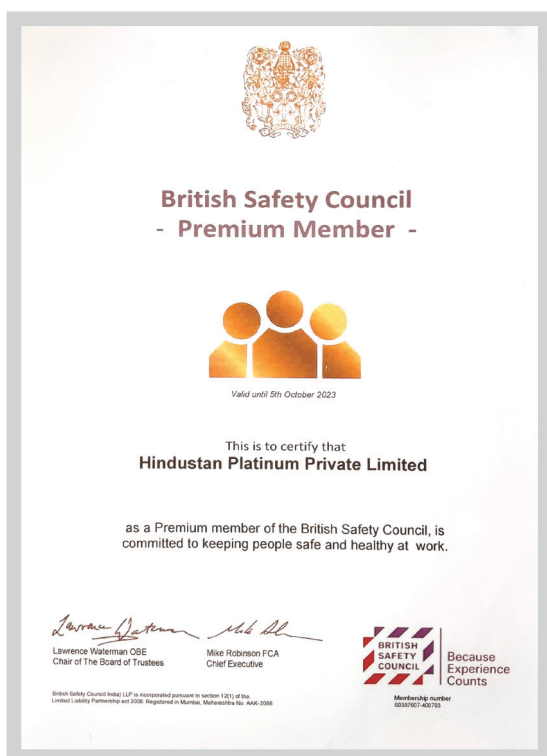 British Safety Council
- Premium Member -
Valid until 5th October 2023
This is to certify that
Hindustan Platinum Private Limited
as a Premium member of the British Safety Council, is
committed to keeping people safe and healthy at work.
Lawrence Waterman OBE
Chair of The Board of Trustees
Mike Robinson FCA
Chief Executive
BRITISH
SAFETY
COUNCIL
Because
Experience
Counts
Membership number
S0387607-400703
British Safety Council India) LLP is incorporated pursuant to section 12(1) of the
Limited Liability Partnership act 2008. Registered in Mumbai, Maharashtra No. AAK-2086